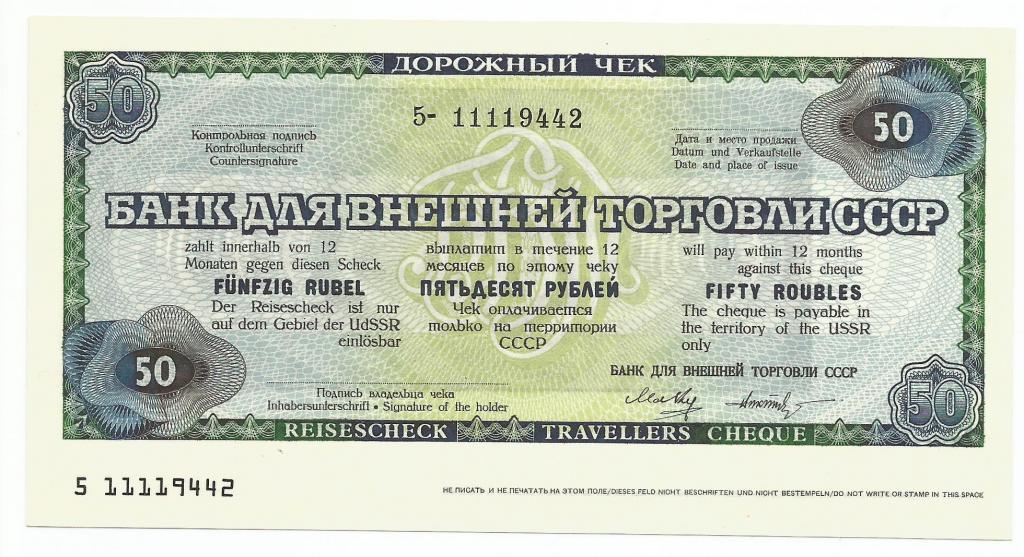 ДОРОЖНЫЙ ЧЕК
50
5- 11119442
50
Контрольная подпись
Kontrollunterschrift
Countersignature
Дата и место продажи
Datum und Verkaufstelle
Date and place of issue
БАНК ДЛЯ ВНЕШНЕЙ ТОРГОВЛИ СССР
zahlt innerhalb von 12
Monaten gegen diesen Scheck
FÜNFZIG RUBEL
Der Reisescheck ist nur
auf dem Gebiel der UdSSR
einlösbar
выплатит в течение 12
месяцев по этому чеку
ПЯТЬДЕСЯТ РУБЛЕЙ
Чек оплачивается
только на территории
СССР
will pay within 12 months
against this cheque
FIFTY ROUBLES
The cheque is payable in
the territory of the USSR
only
50
БАНК ДЛЯ ВНЕШНЕЙ ТОРГОВЛИ СССР
Подпись владельца чека
Inhabersunterschrifl • Signature of the holder
50
REISESCHECK TRAVELLERS CHEQUE
5 11119442
НЕ ПИСАТЬ И НЕ ПЕЧАТАТЬ НА ЭТОМ ПОЛЕ/DIESES FELD NICHT BESCHRIFTEN UND NICHT BESTEMPELN/DO NOT WRITE OR STAMP IN THIS SPACE